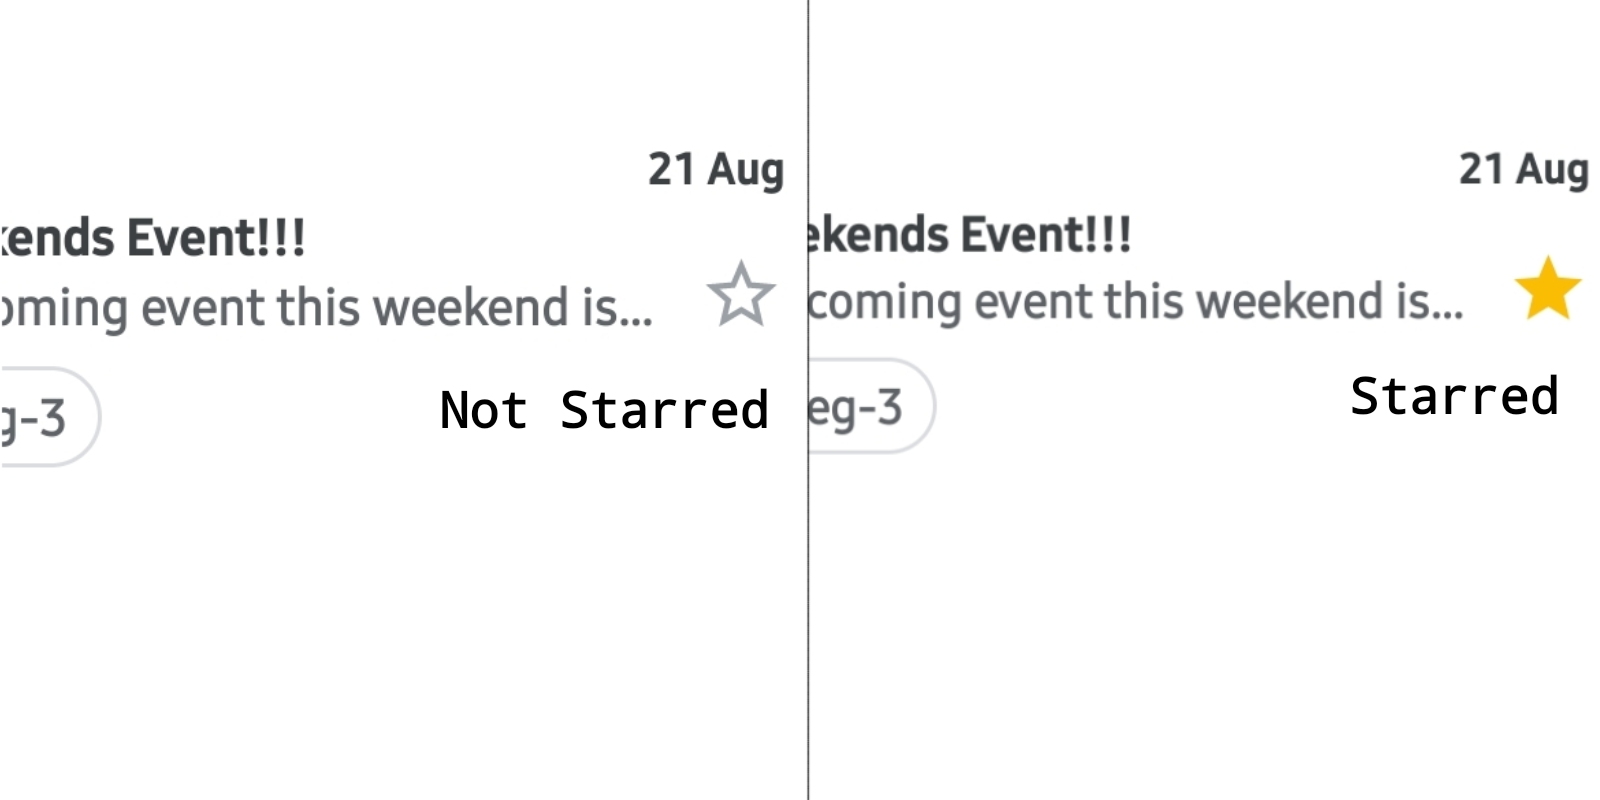 21 Aug
kends Event!!!
oming event this weekend is...
g-3
Not Starred
21 Aug
ekends Event!!!
coming event this weekend is...
eg-3
Starred